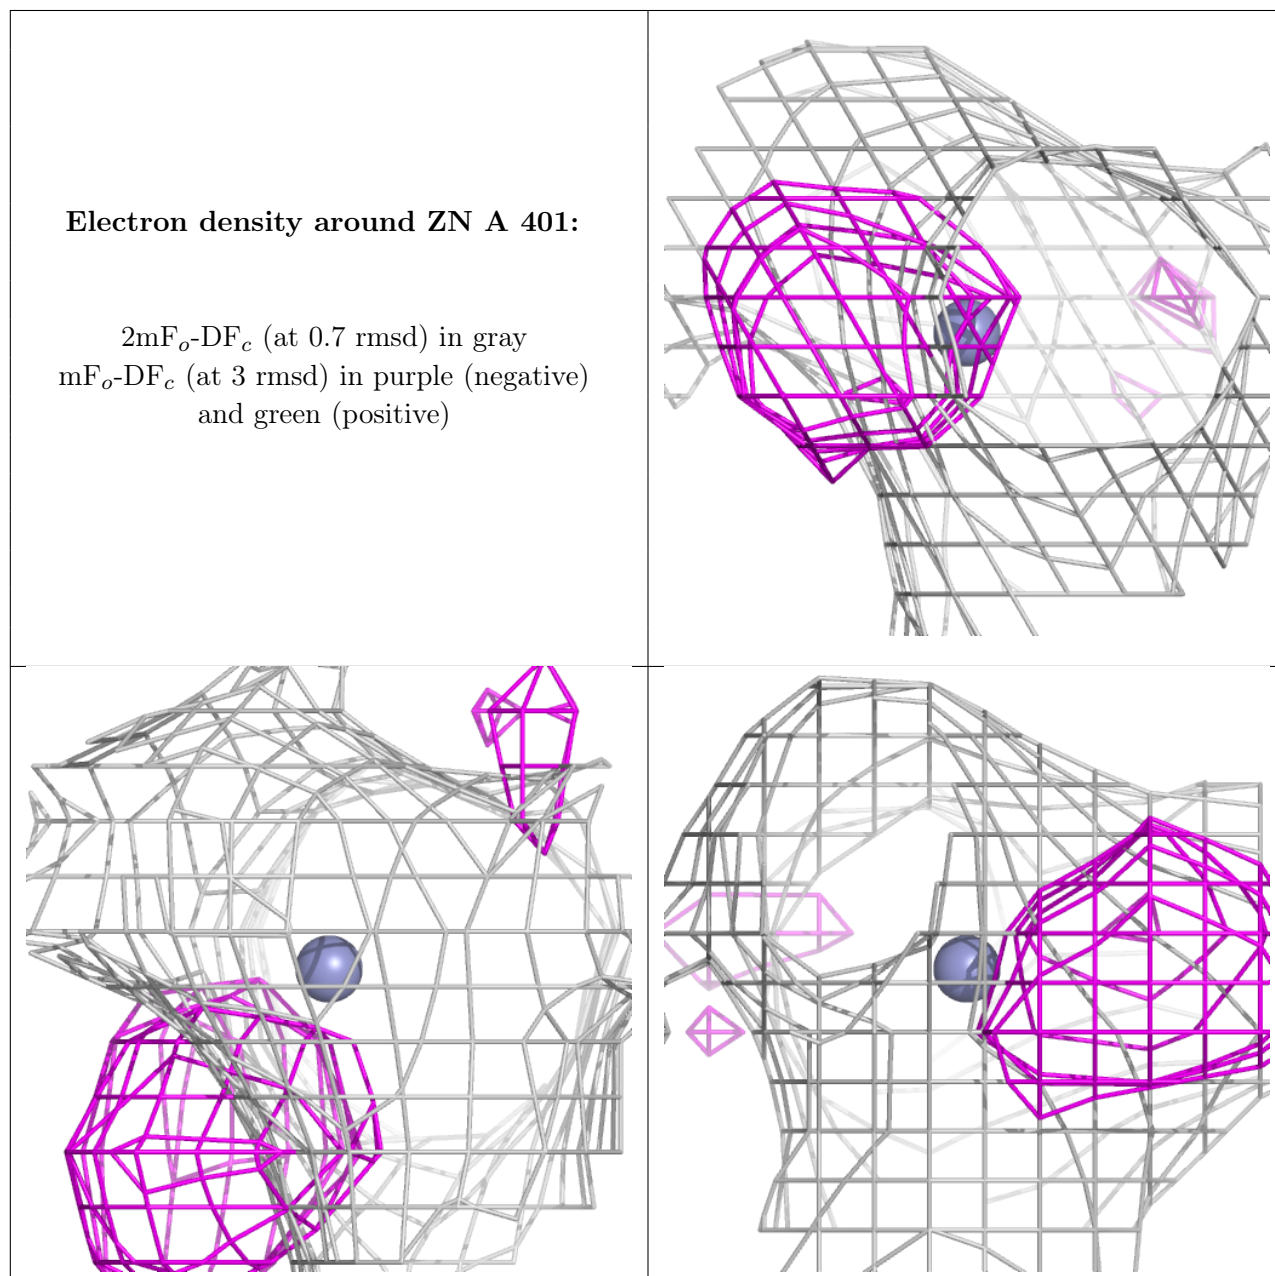 Electron density around ZN A 401:
2mFo-DFc (at 0.7 rmsd) in gray
mFo-DFc (at 3 rmsd) in purple (negative)
and green (positive)